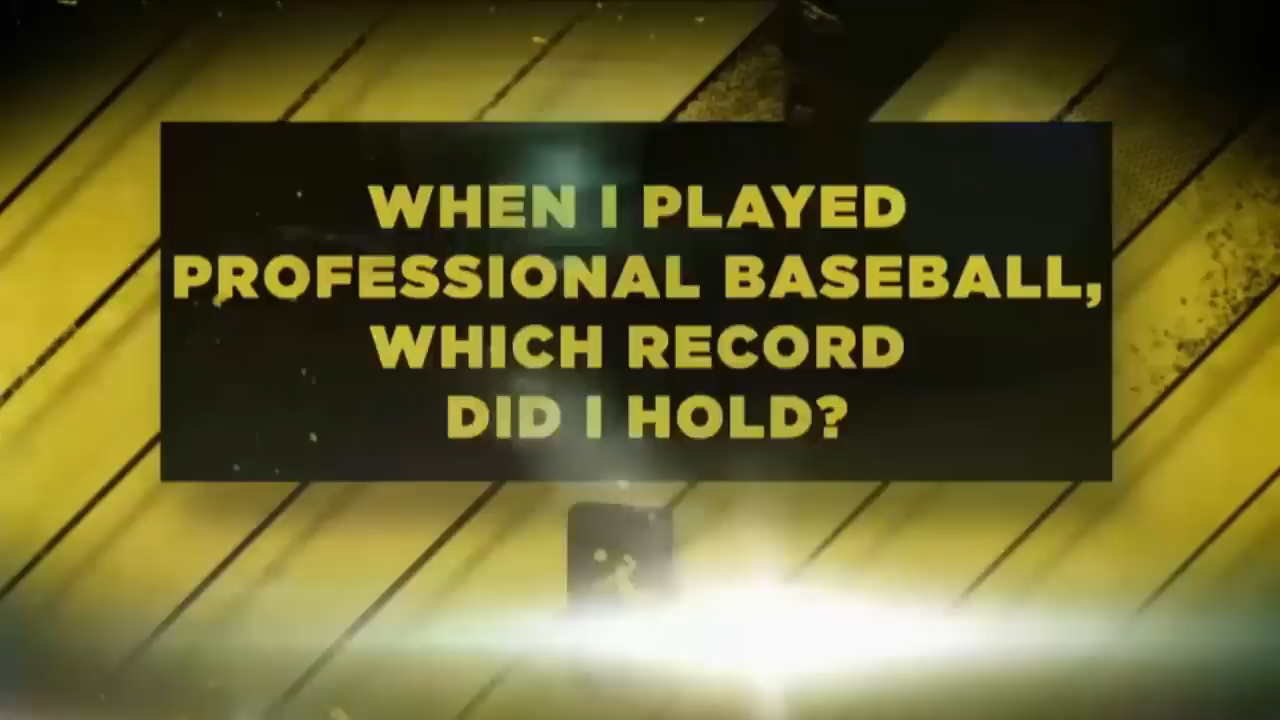 WHEN I PLAYED
PROFESSIONAL BASEBALL,
WHICH RECORD
DID I HOLD?